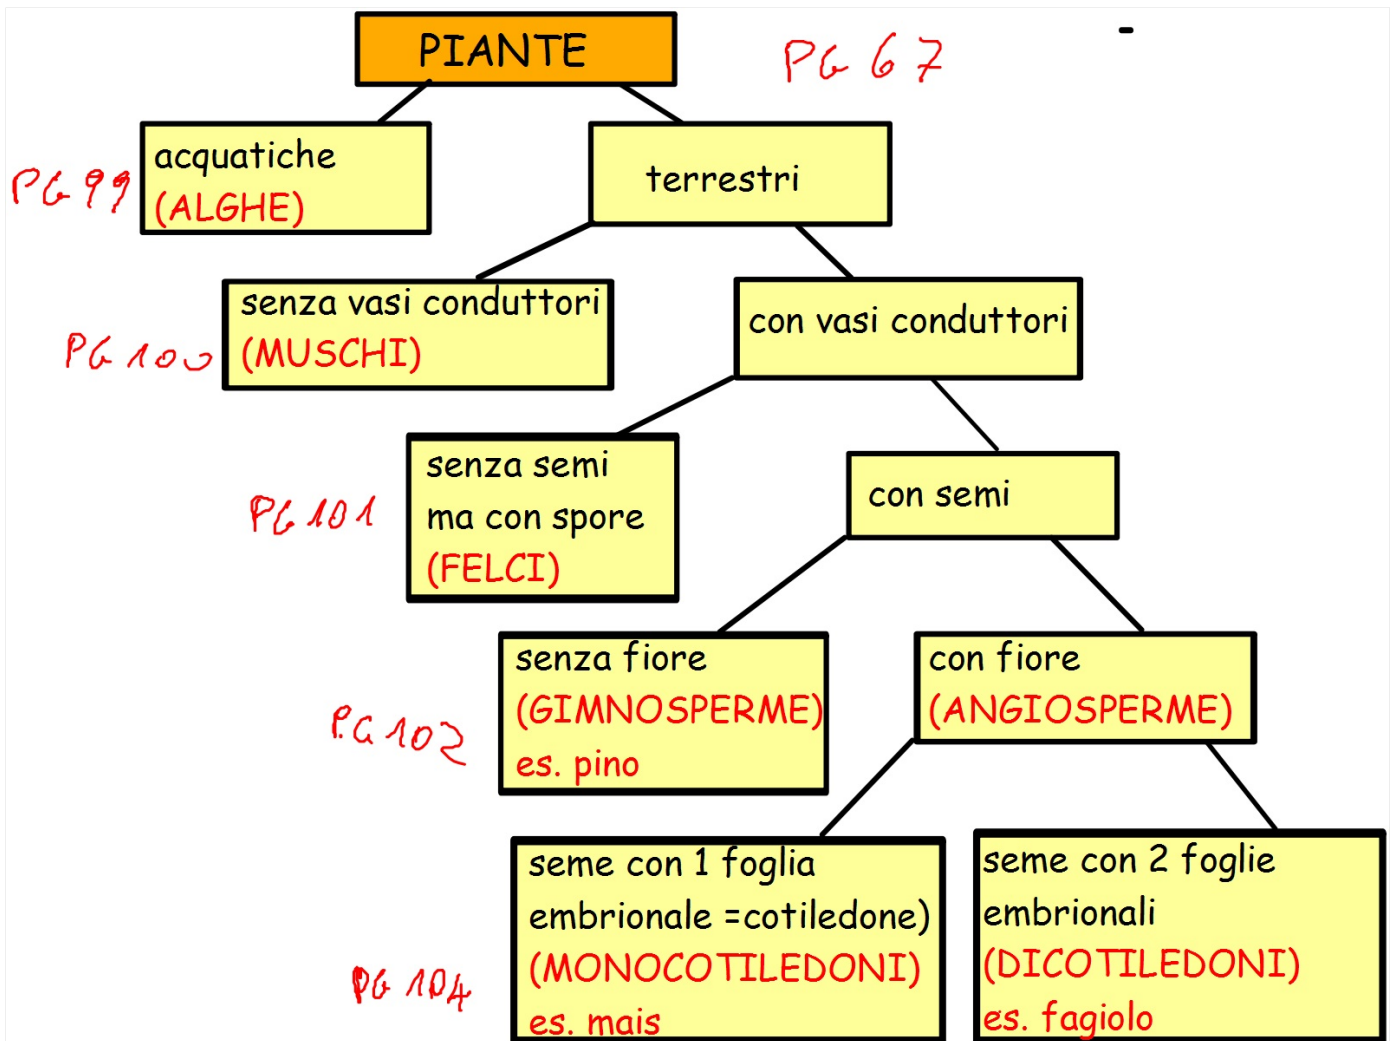 PIANTE
PG 67
acquatiche
(ALGHE)
PG 99
terrestri
senza vasi conduttori
(MUSCHI)
PG 100
con vasi conduttori
senza semi
ma con spore
(FELCI)
PG 101
con semi
senza fiore
(GIMNOSPERME)
es. pino
PG 102
con fiore
(ANGIOSPERME)
seme con 1 foglia
embrionale =cotiledone)
(MONOCOTILEDONI)
es. mais
PG 104
seme con 2 foglie
embrionali
(DICOTILEDONI)
es. fagiolo